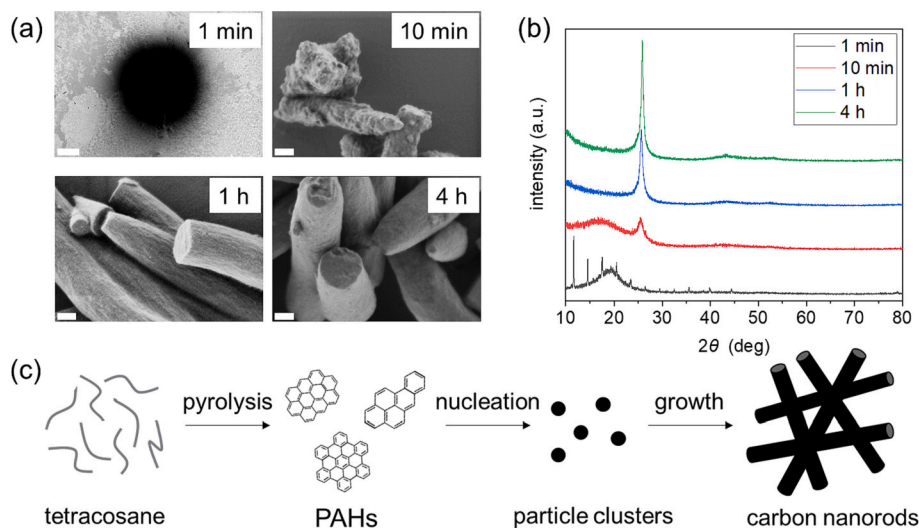 (a)
1 min
10 min
1 h
4 h
(b)
intensity (a.u.)
1 min
10 min
1 h
4 h
10 20 30 40 50 60 70 80
2θ (deg)
(c)
pyrolysis
nucleation
growth
tetracosane
PAHs
particle clusters
carbon nanorods